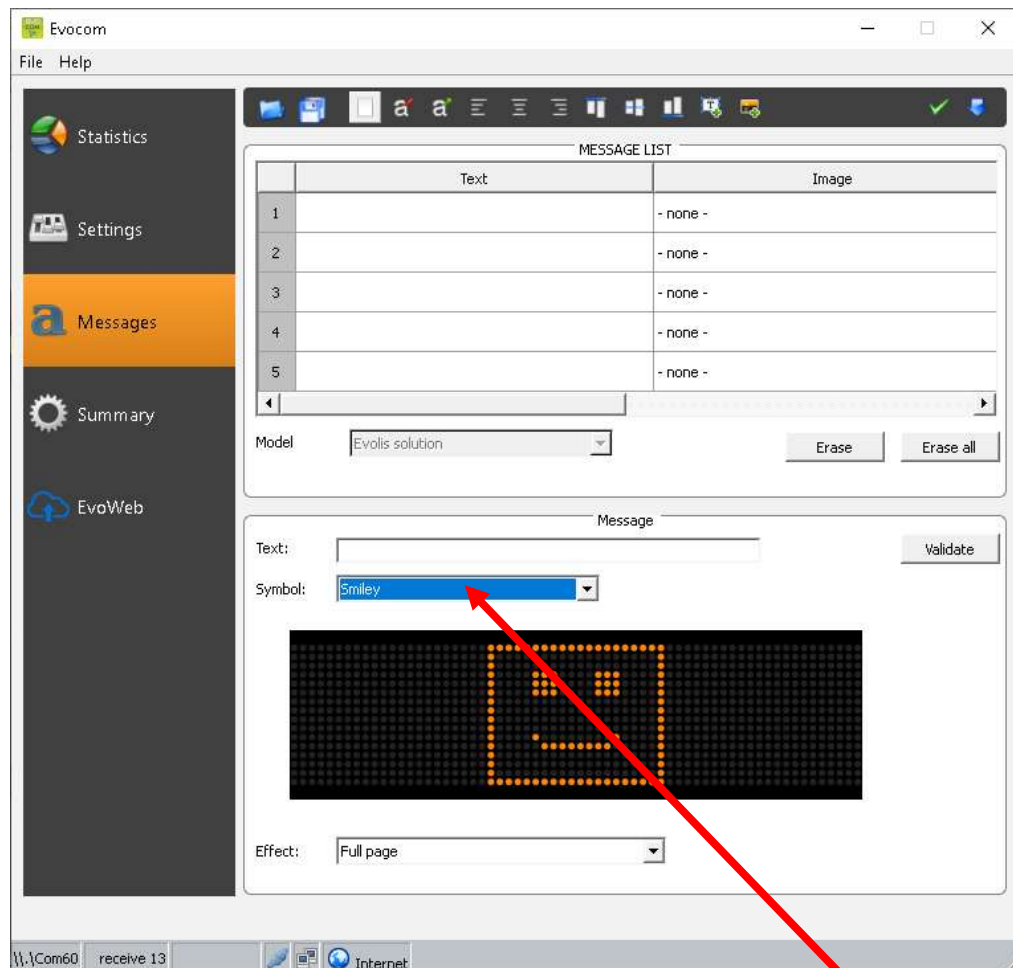 Evocom
File Help
Statistics
Settings
Messages
Summary
EvoWeb
MESSAGE LIST
Text Image
1 - none -
2 - none -
3 - none -
4 - none -
5 - none -
Model Evolis solution Erase Erase all
Message
Text: Validate
Symbol: Smiley
Effect: Full page
\\.\Com60 receive 13 Internet